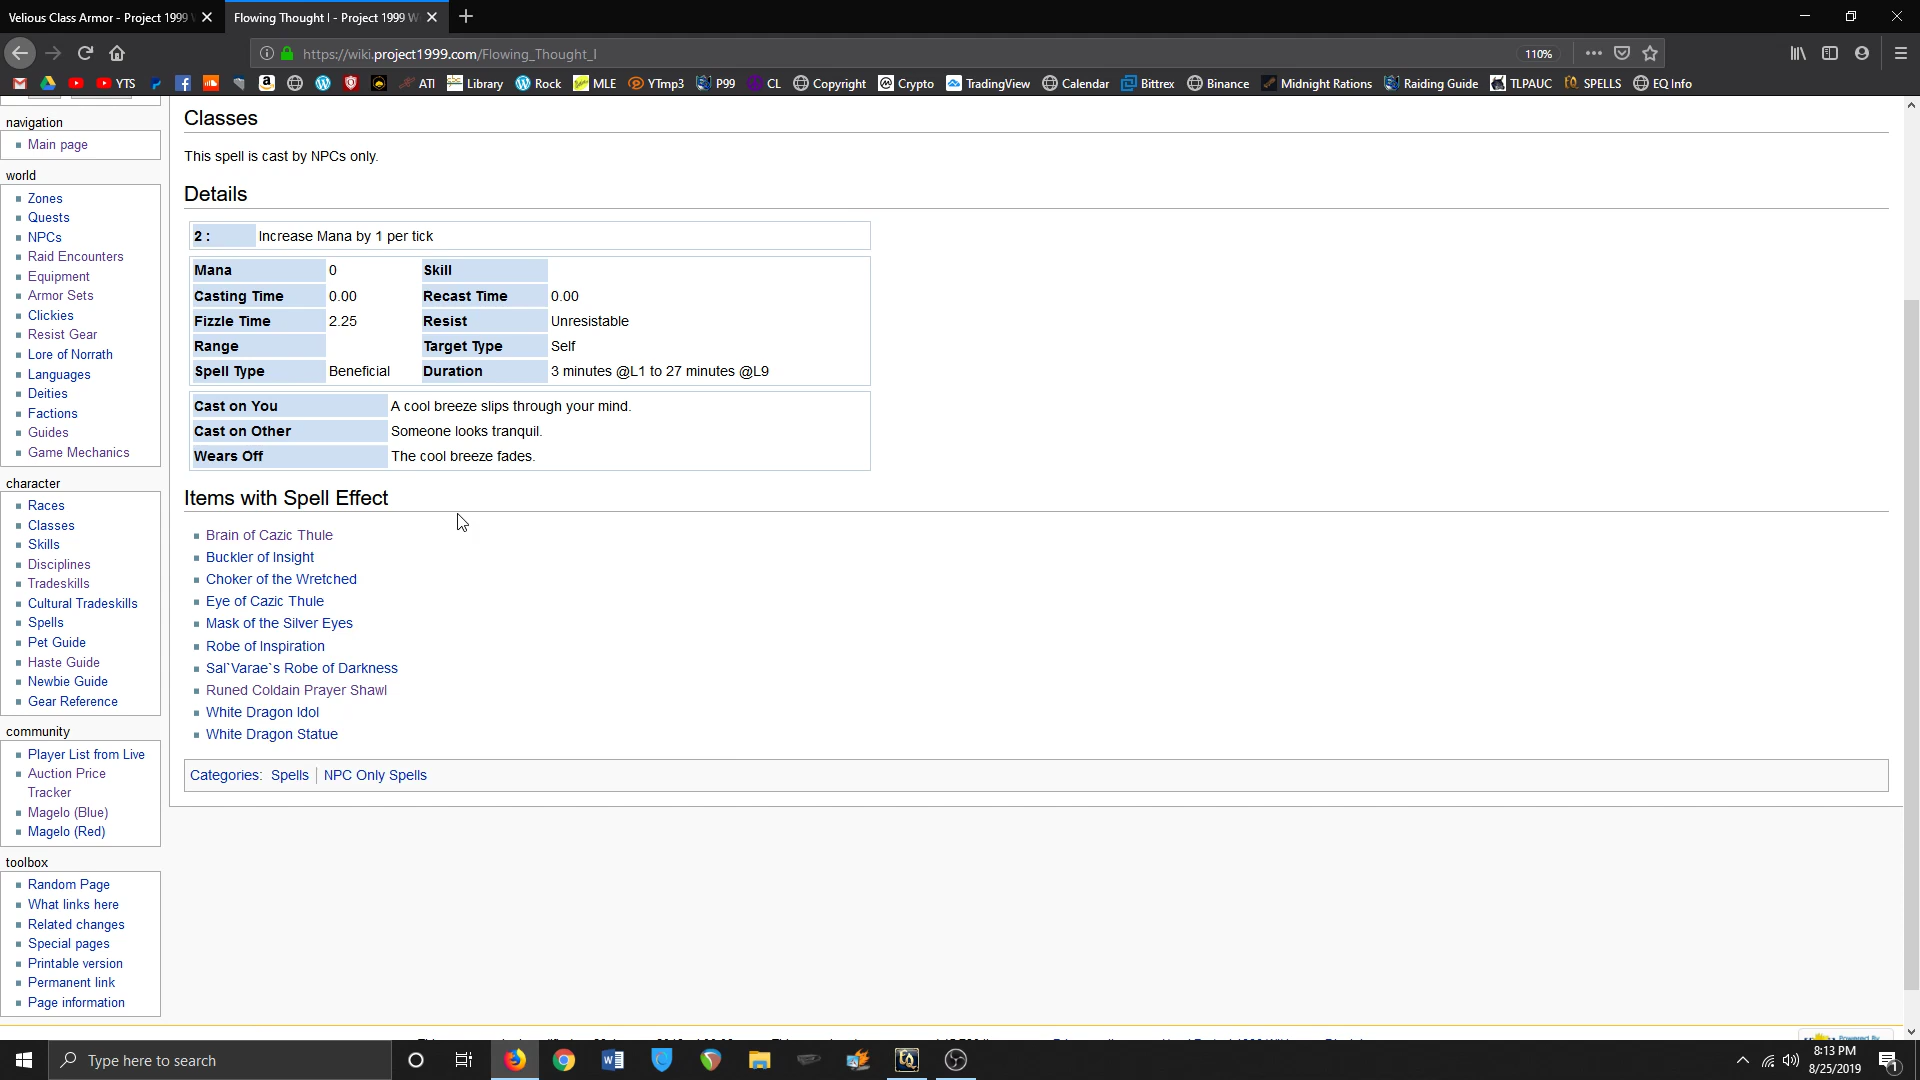 Velious Class Armor - Project 1999
Flowing Thought I - Project 1999 W
https://wiki.project1999.com/Flowing_Thought_I
110%
YTS
Library
Rock
MLE
YTmp3
P99
CL
Copyright
Crypto
TradingView
Calendar
Bittrex
Binance
Midnight Rations
Raiding Guide
TLPAUC
SPELLS
EQ Info
ATI
navigation
Main page
world
Zones
Quests
NPCs
Raid Encounters
Equipment
Armor Sets
Clickies
Resist Gear
Lore of Norrath
Languages
Deities
Factions
Guides
Game Mechanics
character
Races
Classes
Skills
Disciplines
Tradeskills
Cultural Tradeskills
Spells
Pet Guide
Haste Guide
Newbie Guide
Gear Reference
community
Player List from Live
Auction Price
Tracker
Magelo (Blue)
Magelo (Red)
toolbox
Random Page
What links here
Related changes
Special pages
Printable version
Permanent link
Page information
Classes
This spell is cast by NPCs only.
Details
2 : Increase Mana by 1 per tick
Mana 0 Skill
Casting Time 0.00 Recast Time 0.00
Fizzle Time 2.25 Resist Unresistable
Range Target Type Self
Spell Type Beneficial Duration 3 minutes @L1 to 27 minutes @L9
Cast on You A cool breeze slips through your mind.
Cast on Other Someone looks tranquil.
Wears Off The cool breeze fades.
Items with Spell Effect
Brain of Cazic Thule
Buckler of Insight
Choker of the Wretched
Eye of Cazic Thule
Mask of the Silver Eyes
Robe of Inspiration
Sal`Varae`s Robe of Darkness
Runed Coldain Prayer Shawl
White Dragon Idol
White Dragon Statue
Categories: Spells | NPC Only Spells
Type here to search
8:13 PM
8/25/2019
1